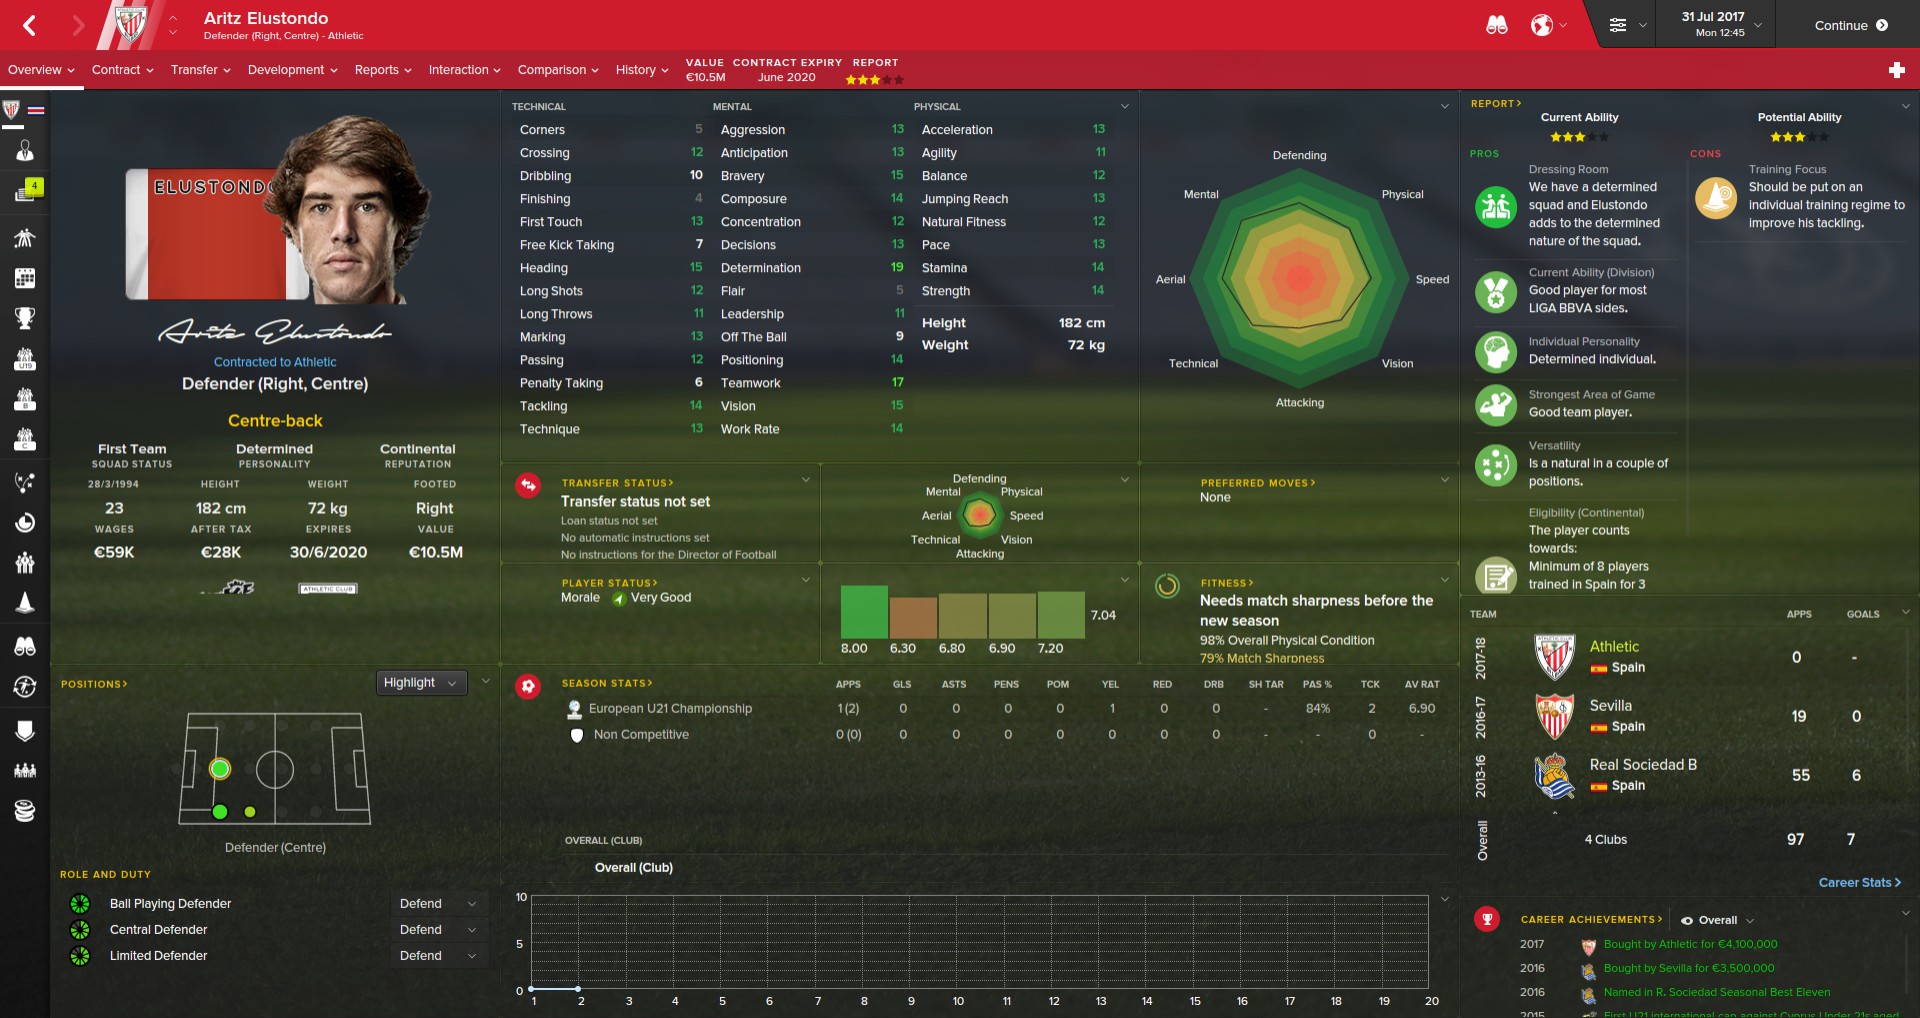 Aritz Elustondo
Defender (Right, Centre) - Athletic
31 Jul 2017
Mon 12:45
Continue
Overview
Contract
Transfer
Development
Reports
Interaction
Comparison
History
VALUE
€10.5M
CONTRACT EXPIRY
June 2020
REPORT
4
U19
B
C
ELUSTONDO
Aritz Elustondo
Contracted to Athletic
Defender (Right, Centre)
Centre-back
First Team Determined Continental
SQUAD STATUS PERSONALITY REPUTATION
28/3/1994 HEIGHT WEIGHT FOOTED
23 182 cm 72 kg Right
WAGES AFTER TAX EXPIRES VALUE
€59K €28K 30/6/2020 €10.5M
ATHLETIC CLUB
POSITIONS>
Highlight
Defender (Centre)
ROLE AND DUTY
Ball Playing Defender Defend
Central Defender Defend
Limited Defender Defend
TECHNICAL
Corners 5
Crossing 12
Dribbling 10
Finishing 4
First Touch 13
Free Kick Taking 7
Heading 15
Long Shots 12
Long Throws 11
Marking 13
Passing 12
Penalty Taking 6
Tackling 14
Technique 13
MENTAL
Aggression 13
Anticipation 13
Bravery 15
Composure 14
Concentration 12
Decisions 13
Determination 19
Flair 5
Leadership 11
Off The Ball 9
Positioning 14
Teamwork 17
Vision 15
Work Rate 14
PHYSICAL
Acceleration 13
Agility 11
Balance 12
Jumping Reach 13
Natural Fitness 12
Pace 13
Stamina 14
Strength 14
Height 182 cm
Weight 72 kg
Defending
Mental Physical
Aerial Speed
Technical Vision
Attacking
TRANSFER STATUS>
Transfer status not set
Loan status not set
No automatic instructions set
No instructions for the Director of Football
Defending
Mental Physical
Aerial Speed
Technical Vision
Attacking
PREFERRED MOVES>
None
PLAYER STATUS>
Morale Very Good
7.04
8.00 6.30 6.80 6.90 7.20
FITNESS>
Needs match sharpness before the
new season
98% Overall Physical Condition
79% Match Sharpness
SEASON STATS> APPS GLS ASTS PENS POM YEL RED DRB SH TAR PAS % TCK AV RAT
European U21 Championship 1 (2) 0 0 0 0 1 0 0 - 84% 2 6.90
Non Competitive 0 (0) 0 0 0 0 0 0 0 - - 0 -
OVERALL (CLUB)
Overall (Club)
10
5
0
1 2 3 4 5 6 7 8 9 10 11 12 13 14 15 16 17 18 19 20
REPORT>
Current Ability
Potential Ability
PROS
Dressing Room
We have a determined
squad and Elustondo
adds to the determined
nature of the squad.
Current Ability (Division)
Good player for most
LIGA BBVA sides.
Individual Personality
Determined individual.
Strongest Area of Game
Good team player.
Versatility
Is a natural in a couple of
positions.
Eligibility (Continental)
The player counts
towards:
Minimum of 8 players
trained in Spain for 3
CONS
Training Focus
Should be put on an
individual training regime to
improve his tackling.
TEAM APPS GOALS
2017-18 Athletic 0 -
Spain
2016-17 Sevilla 19 0
Spain
2013-16 Real Sociedad B 55 6
Spain
Overall 4 Clubs 97 7
Career Stats >
CAREER ACHIEVEMENTS> Overall
2017 Bought by Athletic for €4,100,000
2016 Bought by Sevilla for €3,500,000
2016 Named in R. Sociedad Seasonal Best Eleven
2015 First U21 international cap against Cyprus Under 21s aged